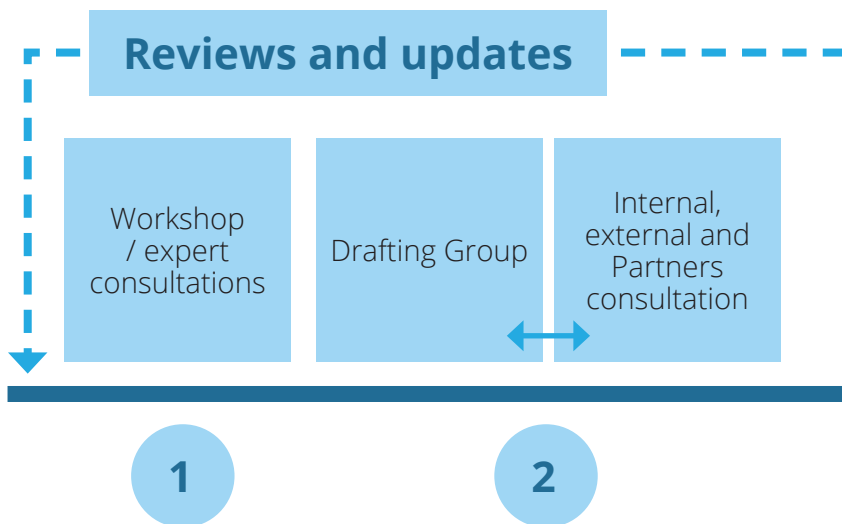 Reviews and updates
Workshop
/ expert
consultations
Drafting Group
Internal,
external and
Partners
consultation
1
2